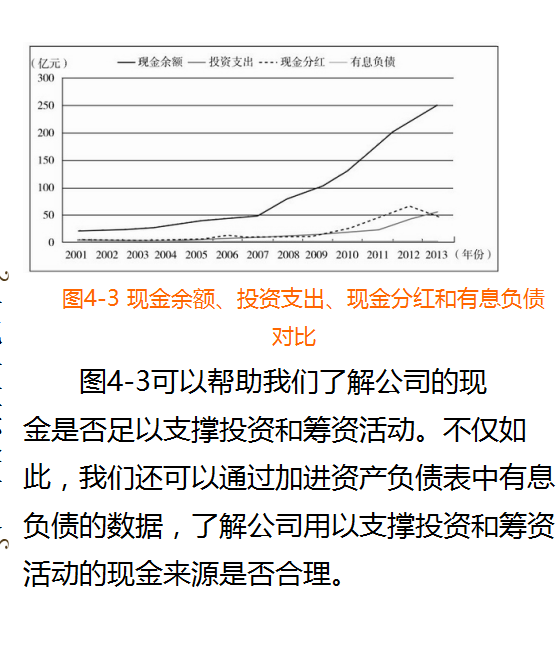 （亿元）
现金余额 投资支出 现金分红 有息负债
300
250
200
150
100
50
0
2001 2002 2003 2004 2005 2006 2007 2008 2009 2010 2011 2012 2013（年份）
图4-3 现金余额、投资支出、现金分红和有息负债
对比
图4-3可以帮助我们了解公司的现
金是否足以支撑投资和筹资活动。不仅如
此，我们还可以通过加进资产负债表中有息
负债的数据，了解公司用以支撑投资和筹资
活动的现金来源是否合理。